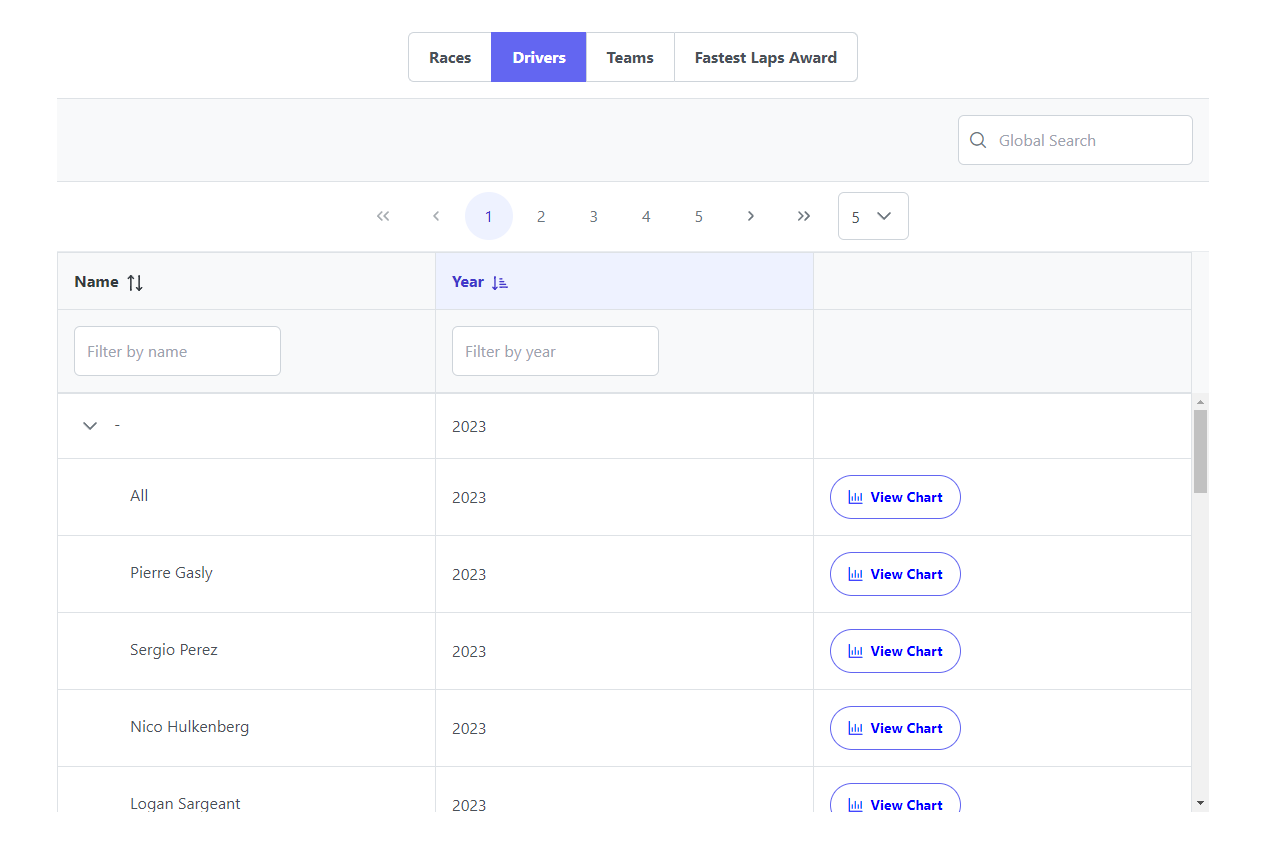 Races Drivers Teams Fastest Laps Award
Global Search
1 2 3 4 5 5
Name Year
Filter by name Filter by year
- 2023
All 2023 View Chart
Pierre Gasly 2023 View Chart
Sergio Perez 2023 View Chart
Nico Hulkenberg 2023 View Chart
Logan Sargeant 2023 View Chart